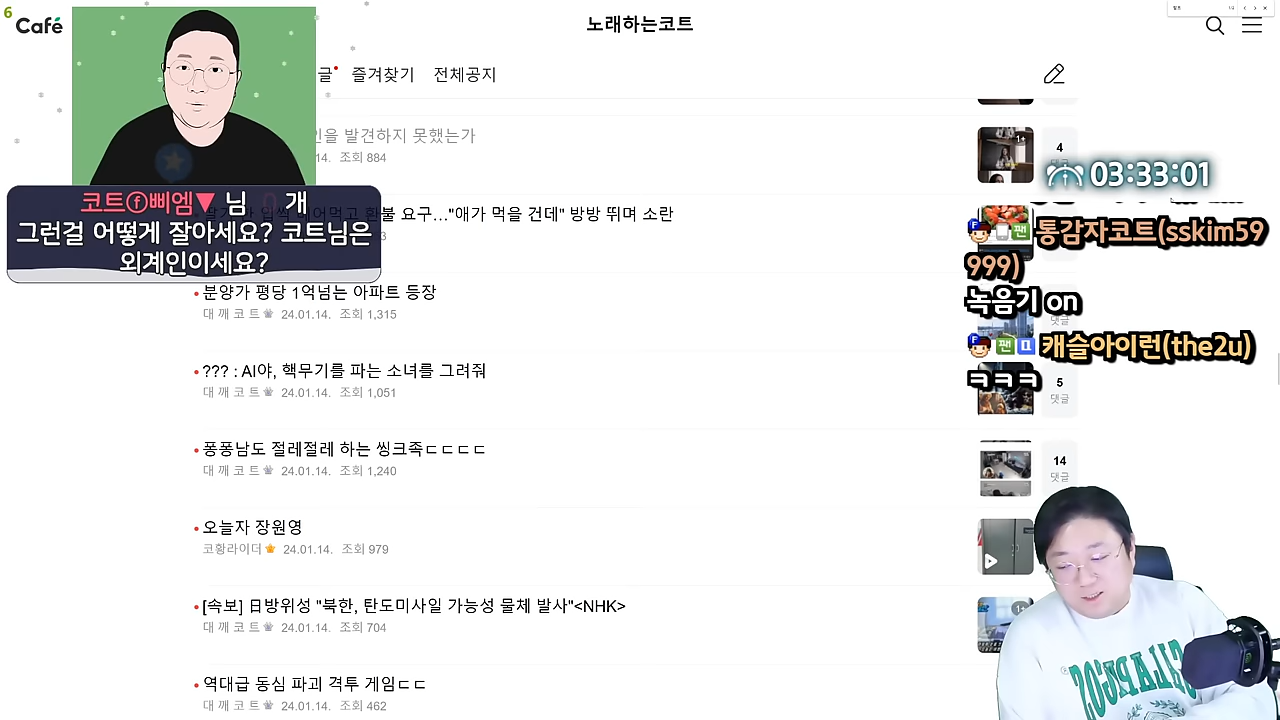 6
Café
노래하는코트
글
즐겨찾기
전체공지
인을 발견하지 못했는가
14. 조회 884
4
03:33:01
코트ⓕ삐엠▼ 님 개
그런걸 어떻게 잘아세요? 코트님은
외계인이세요?
환불 요구..."애가 먹을 건데" 방방 뛰며 소란
통감자코트(sskim59
999)
녹음기 on
캐슬아이런(the2u)
ㅋㅋㅋ
분양가 평당 1억넘는 아파트 등장
대 깨 코 트 24.01.14. 조회 1,315
댓글
??? : AI야, 핵무기를 파는 소녀를 그려줘
대 깨 코 트 24.01.14. 조회 1,051
5
댓글
퐁퐁남도 절레절레 하는 씽크족ㄷㄷㄷㄷ
대 깨 코 트 24.01.14. 조회 1,240
14
댓글
오늘자 장원영
코황라이더 24.01.14. 조회 979
[속보] 日방위성 "북한, 탄도미사일 가능성 물체 발사"<NHK>
대 깨 코 트 24.01.14. 조회 704
역대급 동심 파괴 격투 게임ㄷㄷ
대 깨 코 트 24.01.14. 조회 462